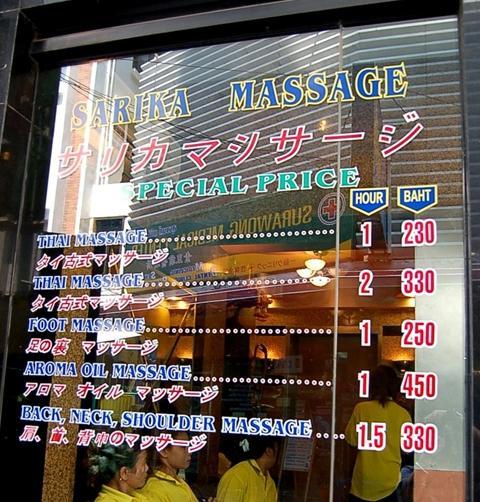 SARIKA MASSAGE
サリカマッサージ
SPECIAL PRICE
HOUR BAHT
THAI MASSAGE 1 230
タイ古式マッサージ
THAI MASSAGE 2 330
タイ古式マッサージ
FOOT MASSAGE 1 250
足の裏 マッサージ
AROMA OIL MASSAGE 1 450
アロマ オイル マッサージ
BACK, NECK, SHOULDER MASSAGE 1.5 330
肩、首、背中のマッサージ
SURAWONG MEDICAL